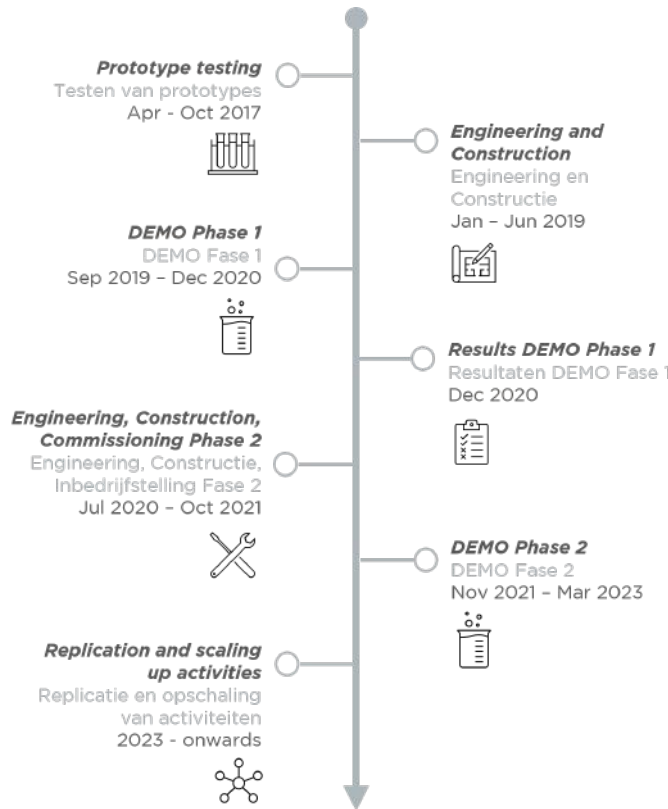 Prototype testing
Testen van prototypes
Apr - Oct 2017
Engineering and
Construction
Engineering en
Constructie
Jan – Jun 2019
DEMO Phase 1
DEMO Fase 1
Sep 2019 – Dec 2020
Results DEMO Phase 1
Resultaten DEMO Fase 1
Dec 2020
Engineering, Construction,
Commissioning Phase 2
Engineering, Constructie,
Inbedrijfstelling Fase 2
Jul 2020 – Oct 2021
DEMO Phase 2
DEMO Fase 2
Nov 2021 – Mar 2023
Replication and scaling
up activities
Replicatie en opschaling
van activiteiten
2023 - onwards